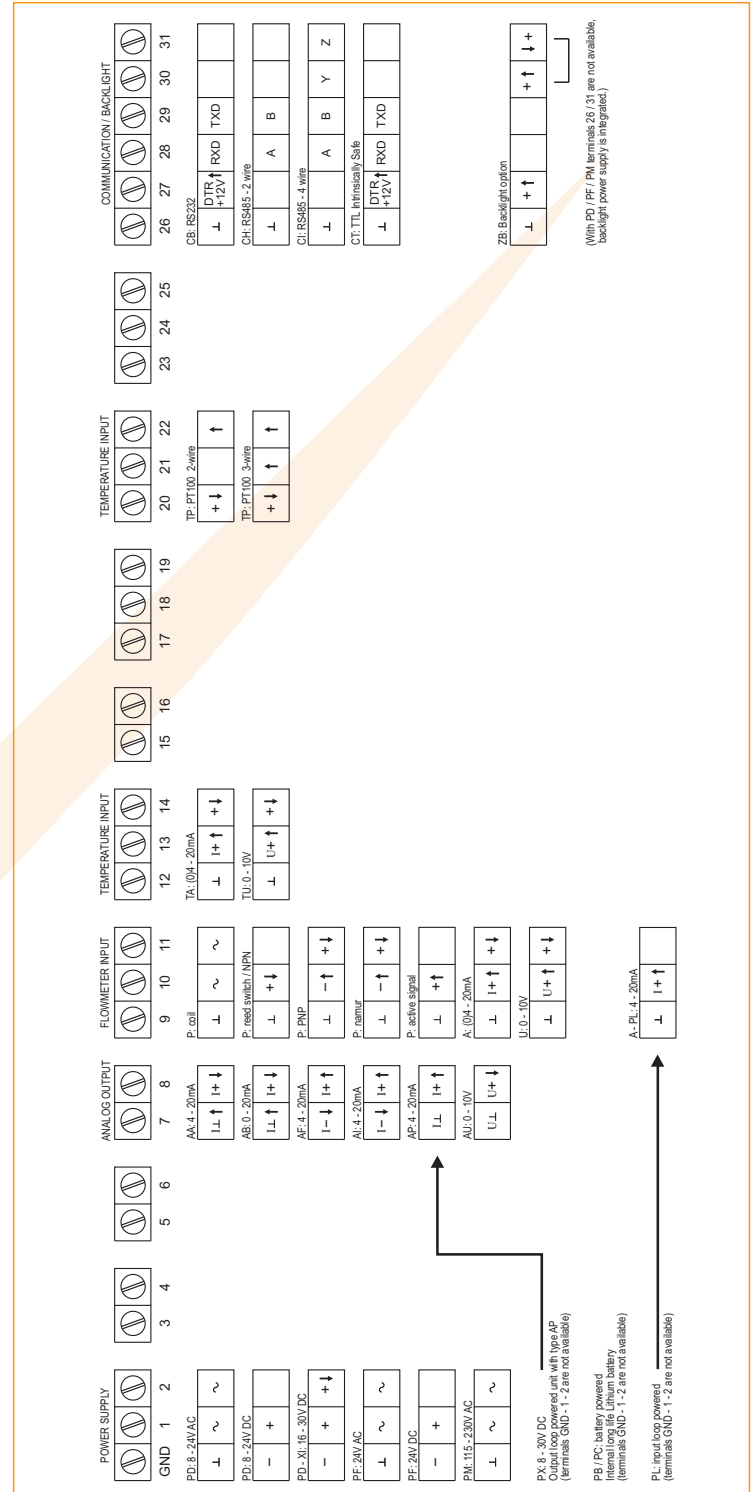 POWER SUPPLY
GND 1 2
PD: 8 - 24V AC
⊥ ~ ~
PD: 8 - 24V DC
− +
PD - XI: 16 - 30V DC
− + +↓
PF: 24V AC
⊥ ~ ~
PF: 24V DC
− +
PM: 115 - 230V AC
⊥ ~ ~
PX: 8 - 30V DC
Output loop powered unit with type AP
(terminals GND - 1 - 2 are not available)
PB / PC: battery powered
Internal long life Lithium battery
(terminals GND - 1 - 2 are not available)
PL: input loop powered
(terminals GND - 1 - 2 are not available)
3 4
5 6
ANALOG OUTPUT
7 8
AA: 4 - 20mA
I⊥↑ I+↓
AB: 0 - 20mA
I⊥↑ I+↓
AF: 4 - 20mA
I−↓ I+↑
AI: 4 - 20mA
I−↓ I+↑
AP: 4 - 20mA
I⊥ I+↑
AU: 0 - 10V
U⊥ U+↓
FLOWMETER INPUT
9 10 11
P: coil
⊥ ~ ~
P: reed switch / NPN
⊥ +↓
P: PNP
⊥ −↑ +↓
P: namur
⊥ −↑ +↓
P: active signal
⊥ +↑
A: (0)4 - 20mA
⊥ I+↑ +↓
U: 0 - 10V
⊥ U+↑ +↓
A - PL: 4 - 20mA
⊥ I+↑
TEMPERATURE INPUT
12 13 14
TA: (0)4 - 20mA
⊥ I+↑ +↓
TU: 0 - 10V
⊥ U+↑ +↓
15 16
17 18 19
TEMPERATURE INPUT
20 21 22
TP: PT100 2-wire
+↓ ↑
TP: PT100 3-wire
+↓ ↑ ↑
23 24 25
COMMUNICATION / BACKLIGHT
26 27 28 29 30 31
CB: RS232
⊥ DTR +12V↑ RXD TXD
CH: RS485 - 2 wire
⊥ A B
CI: RS485 - 4 wire
⊥ A B Y Z
CT: TTL Intrinsically Safe
⊥ DTR +12V↑ RXD TXD
ZB: Backlight option
⊥ +↑ +↑ ↓+
(With PD / PF / PM terminals 26 / 31 are not available,
backlight power supply is integrated.)